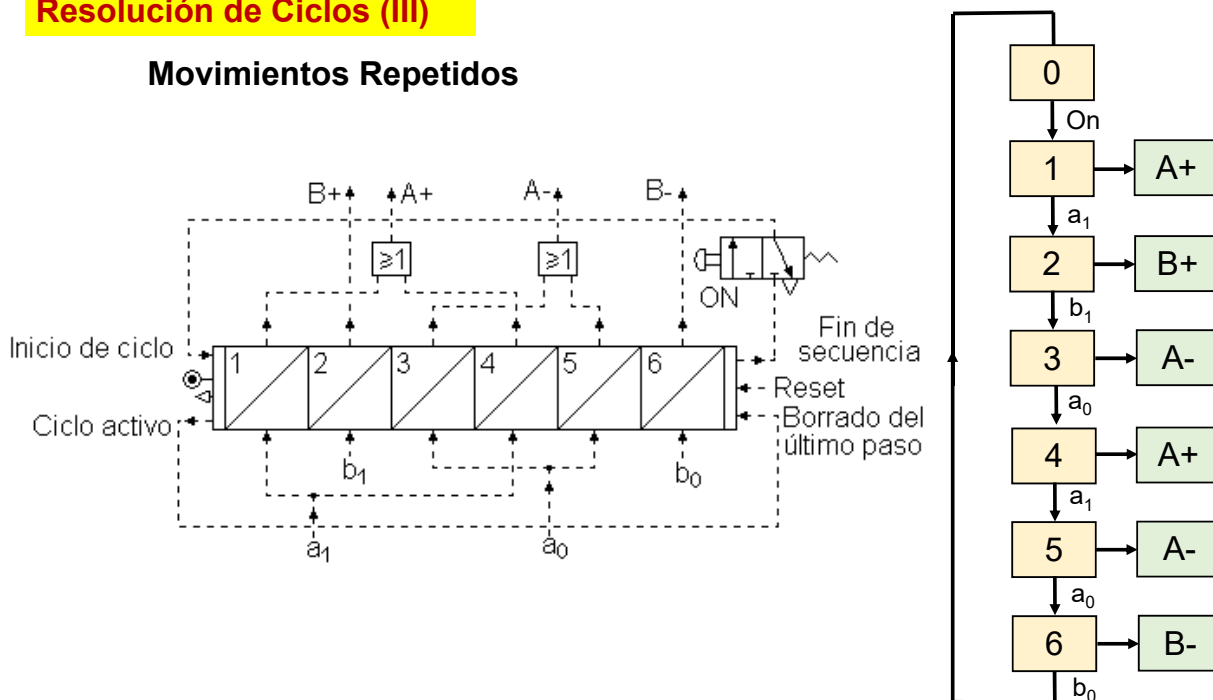 Resolución de Ciclos (III)
Movimientos Repetidos
B+ A+ A- B-
≥1 ≥1
ON
Inicio de ciclo
Fin de
secuencia
1 2 3 4 5 6
Reset
Ciclo activo
Borrado del
último paso
b₁ b₀
a₁ a₀
0
On
1 A+
a₁
2 B+
b₁
3 A-
a₀
4 A+
a₁
5 A-
a₀
6 B-
b₀